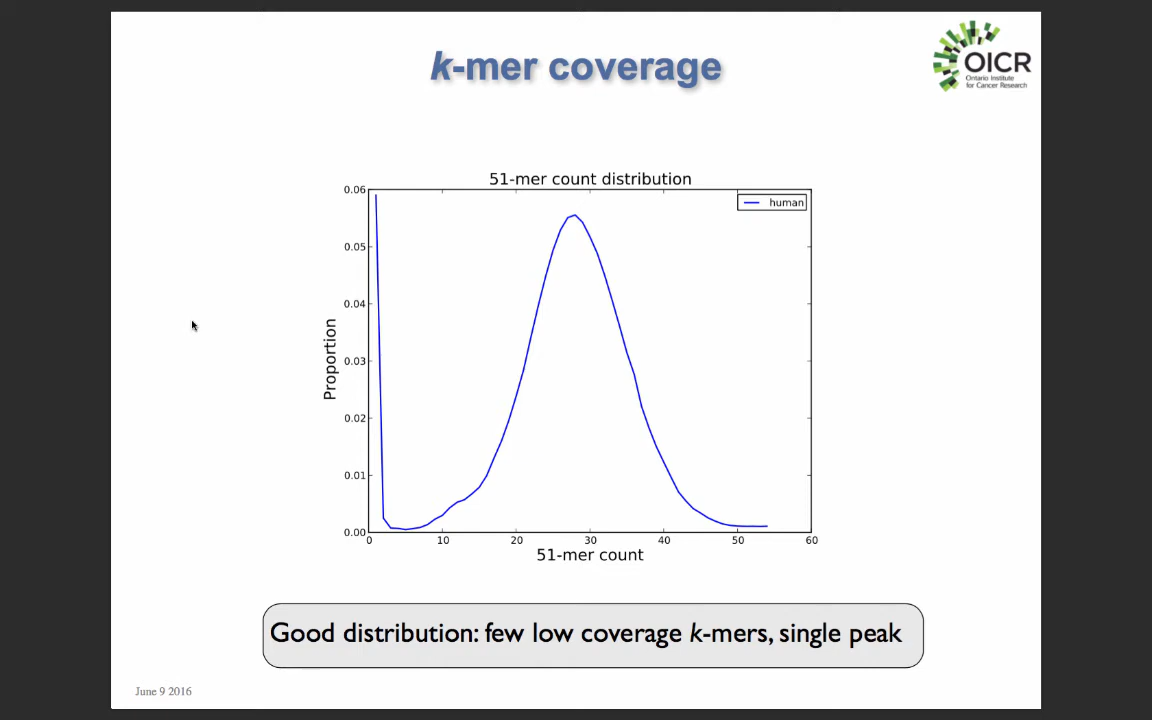 k-mer coverage
OICR
Ontario Institute
for Cancer Research
51-mer count distribution
human
0.06
0.05
0.04
0.03
0.02
0.01
0.00
Proportion
0 10 20 30 40 50 60
51-mer count
Good distribution: few low coverage k-mers, single peak
June 9 2016